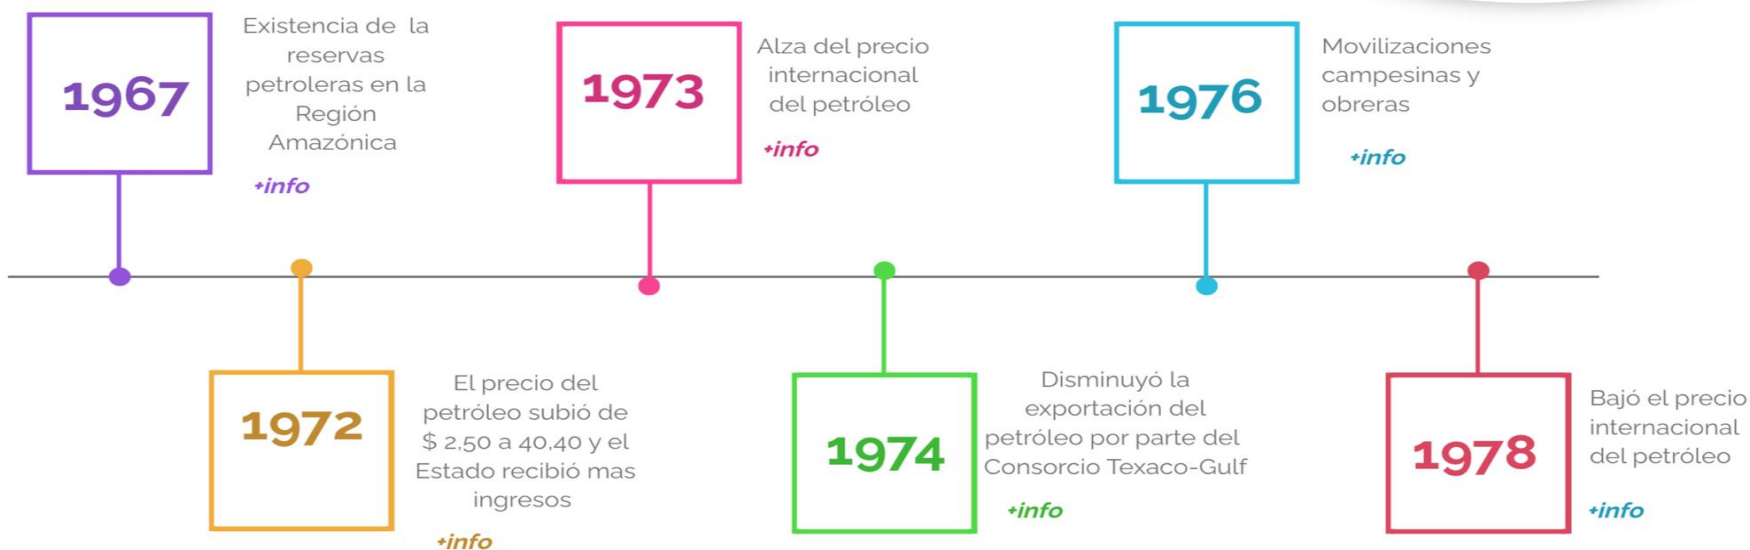 1967
Existencia de  la
reservas
petroleras en la
Región
Amazónica
+info
1972
El precio del
petróleo subió de
$ 2,50 a 40,40 y el
Estado recibió mas
ingresos
+info
1973
Alza del precio
internacional
del petróleo
+info
1974
Disminuyó la
exportación del
petróleo por parte del
Consorcio Texaco-Gulf
+info
1976
Movilizaciones
campesinas y
obreras
+info
1978
Bajó el precio
internacional
del petróleo
+info